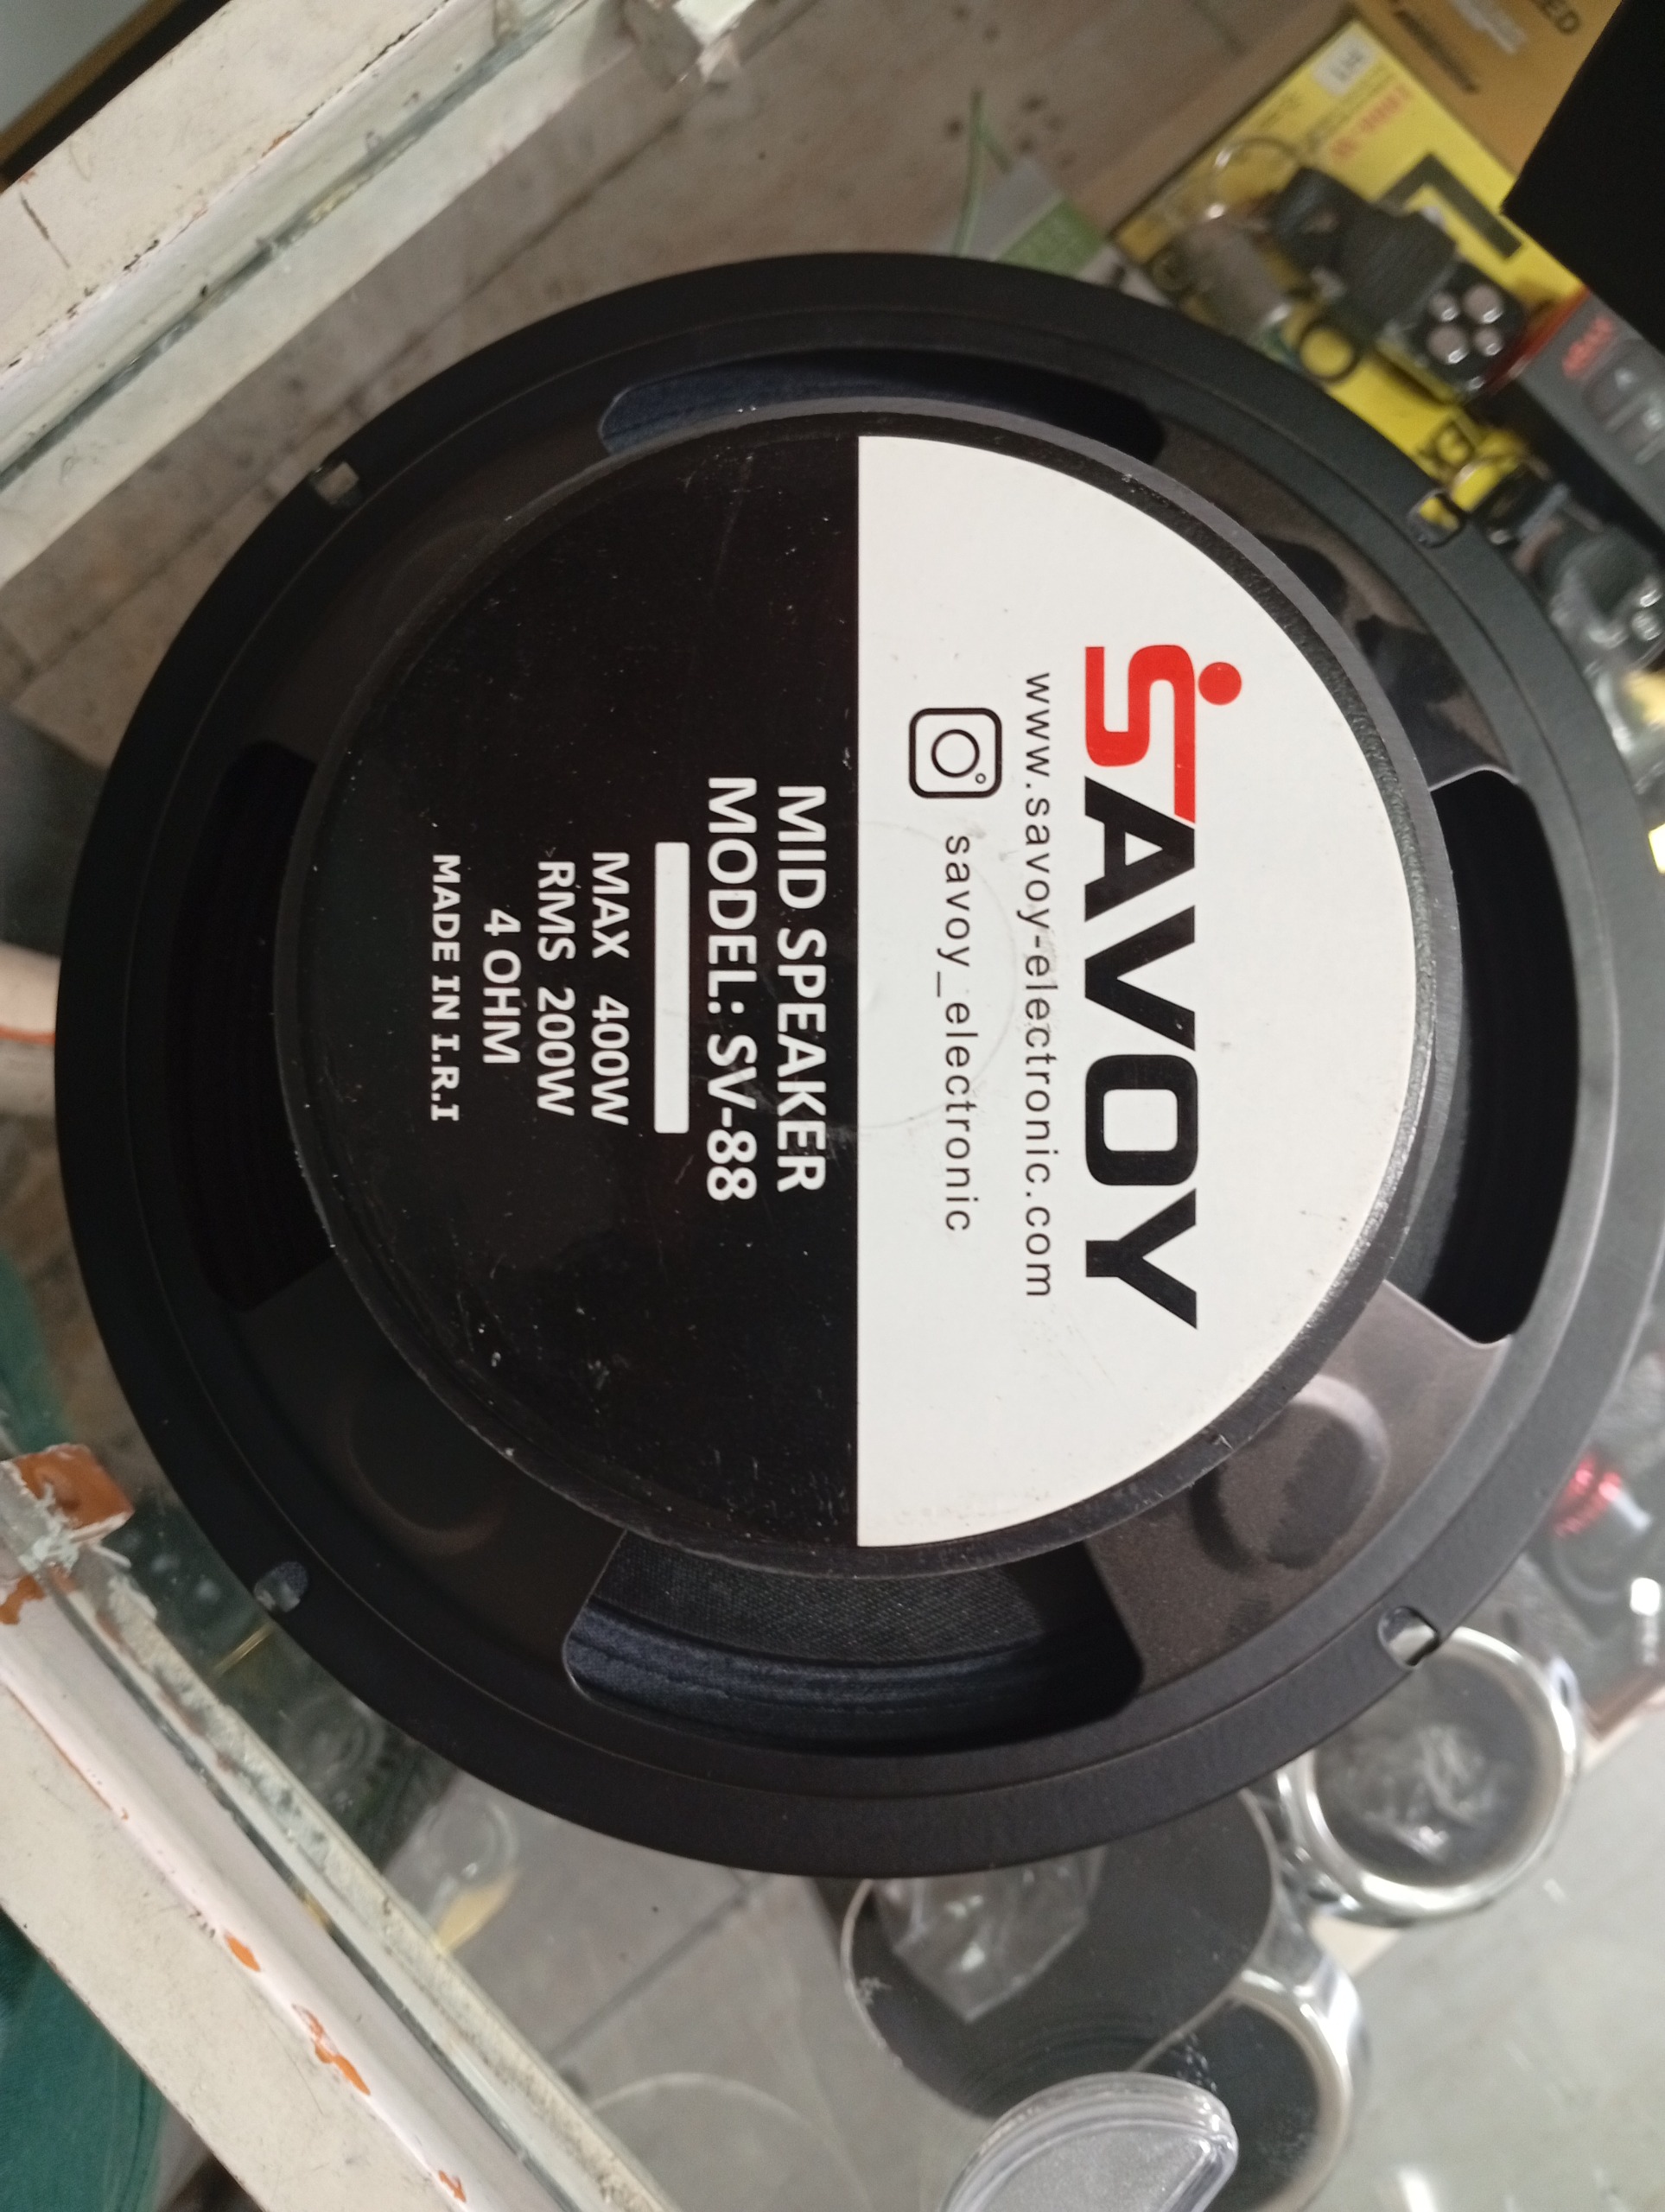 SAVOY
www.savoy-electronic.com
savoy_electronic
MID SPEAKER
MODEL: SV-88
MAX 400W
RMS 200W
4 OHM
MADE IN I.R.I